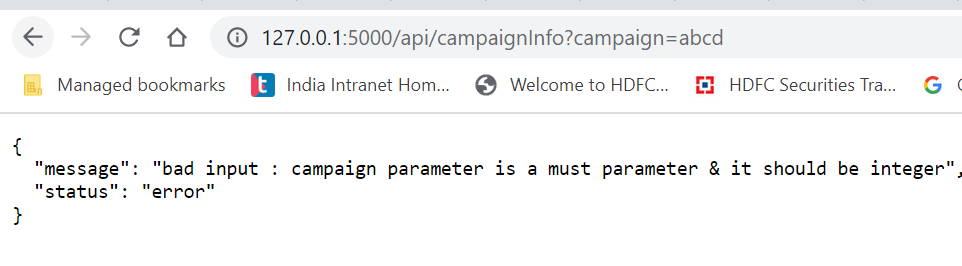 127.0.0.1:5000/api/campaignInfo?campaign=abcd
Managed bookmarks India Intranet Hom... Welcome to HDFC... HDFC Securities Tra...
{
"message": "bad input : campaign parameter is a must parameter & it should be integer",
"status": "error"
}